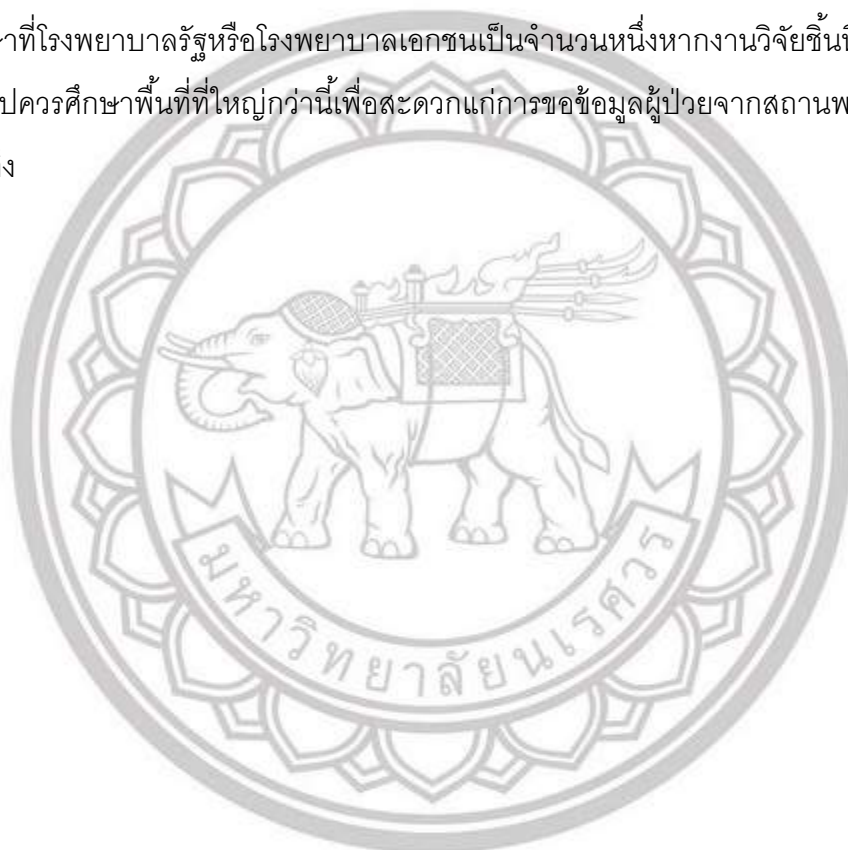 าที่โรงพยาบาลรัฐหรือโรงพยาบาลเอกชนเป็นจำนวนหนึ่งหากงานวิจัยชิ้น
ปควรศึกษาพื้นที่ที่ใหญ่กว่านี้เพื่อสะดวกแก่การขอข้อมูลผู้ป่วยจากสถานพ
มหาวิทยาลัยนเรศวร